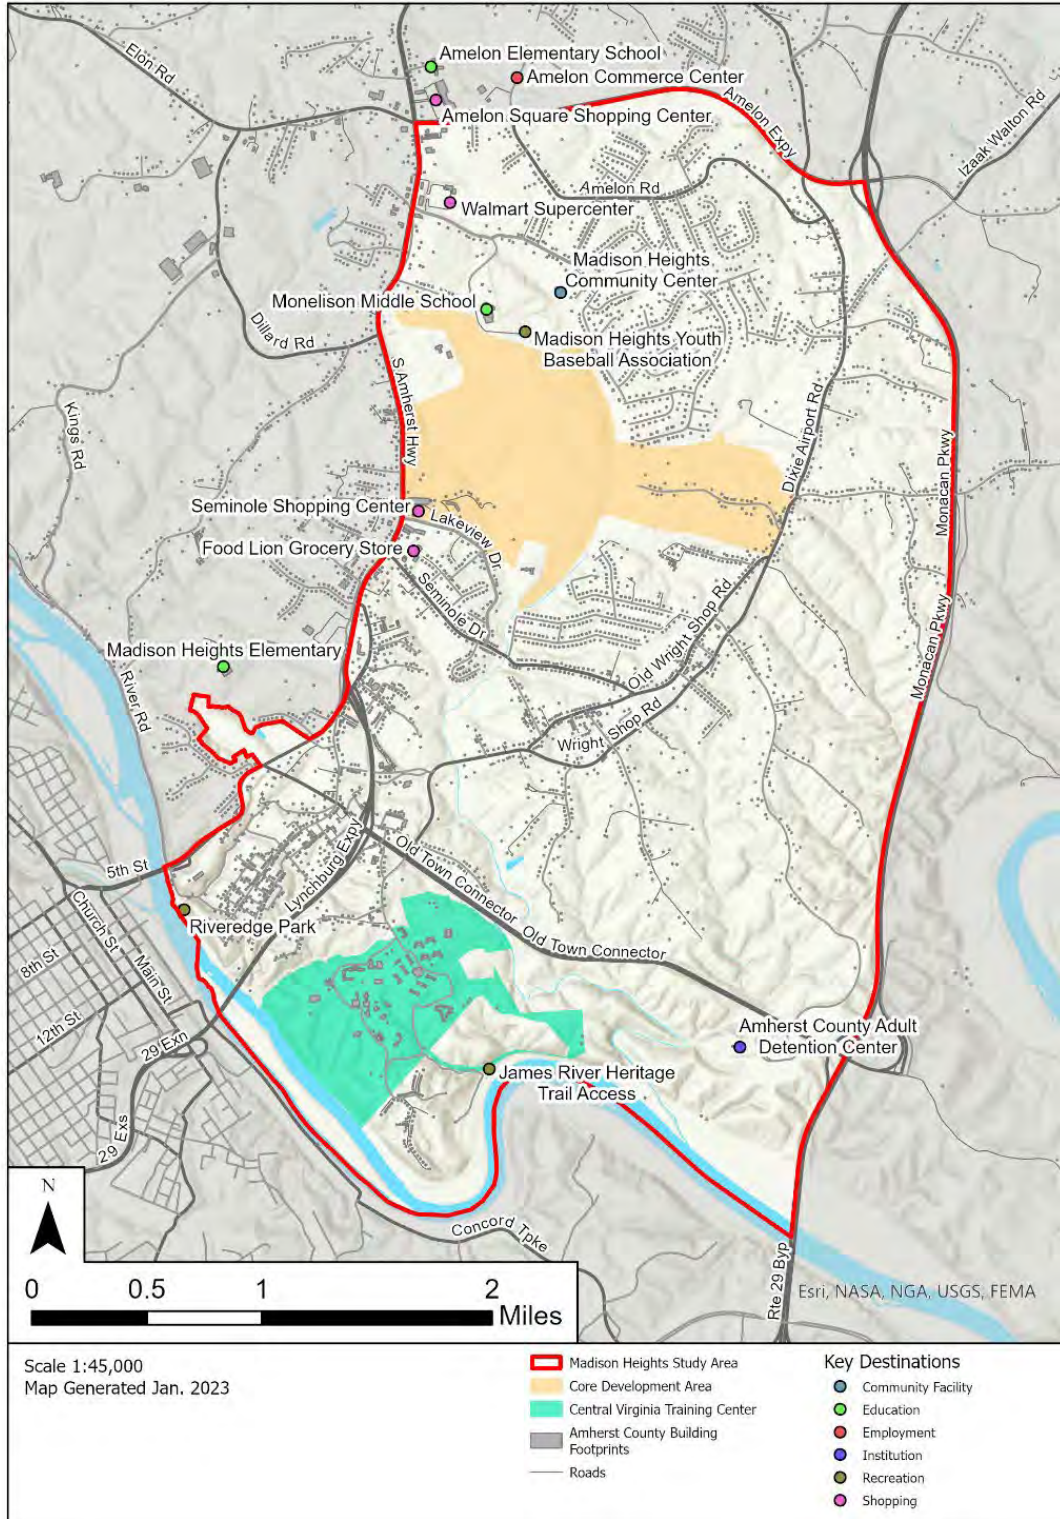 Elon Rd
Amelon Elementary School
Amelon Commerce Center
Amelon Square Shopping Center
Amelon Expy
Izaak Walton Rd
Amelon Rd
Walmart Supercenter
Madison Heights
Community Center
Monelison Middle School
Dillard Rd
Madison Heights Youth
Baseball Association
S Amherst Hwy
Kings Rd
Dixie Airport Rd
Monacan Pkwy
Seminole Shopping Center
Lakeview Dr
Food Lion Grocery Store
Seminole Dr
Old Wright Shop Rd
Monacan Pkwy
Madison Heights Elementary
River Rd
Wright Shop Rd
Lynchburg Expy
Old Town Connector
5th St
Church St
Riveredge Park
Old Town Connector
8th St
Main St
12th St
29 Exn
Amherst County Adult
Detention Center
James River Heritage
Trail Access
29 Exs
N
Concord Tpke
Rte 29 Byp
0 0.5 1 2
Miles
Esri, NASA, NGA, USGS, FEMA
Scale 1:45,000
Map Generated Jan. 2023
Madison Heights Study Area
Core Development Area
Central Virginia Training Center
Amherst County Building
Footprints
Roads
Key Destinations
Community Facility
Education
Employment
Institution
Recreation
Shopping